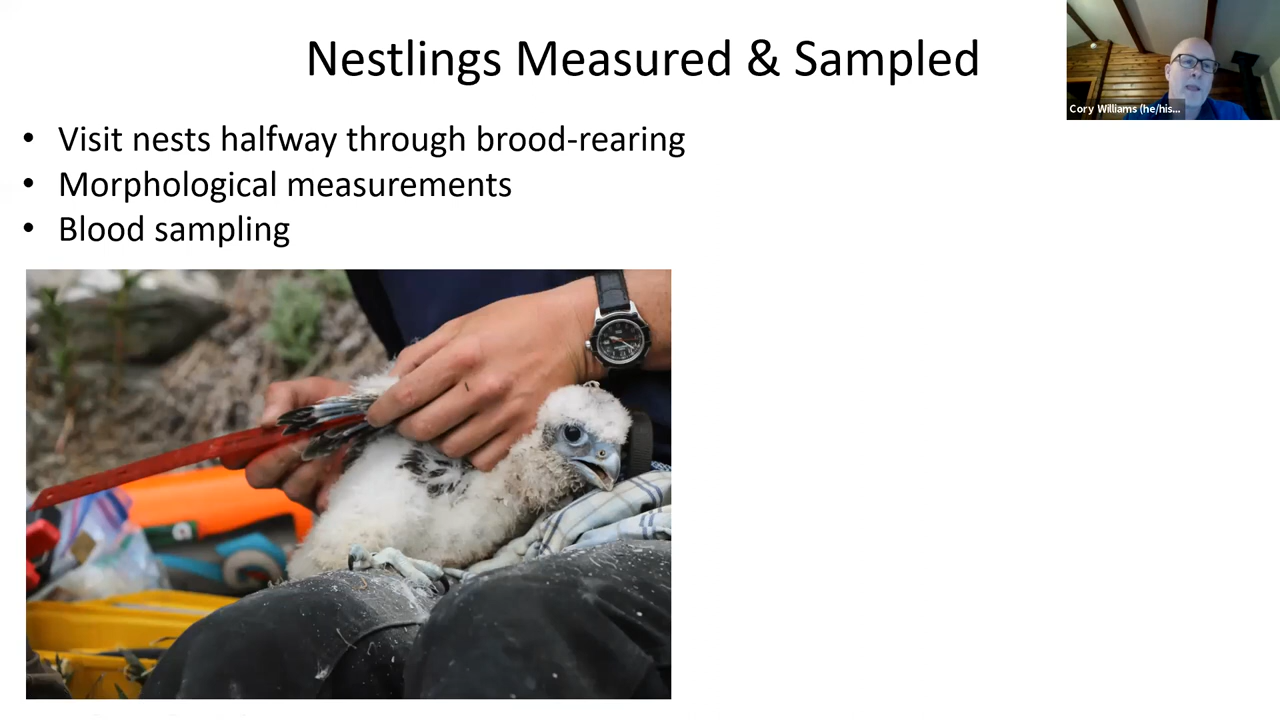 Nestlings Measured & Sampled
Cory Williams (he/his...
• Visit nests halfway through brood-rearing
• Morphological measurements
• Blood sampling